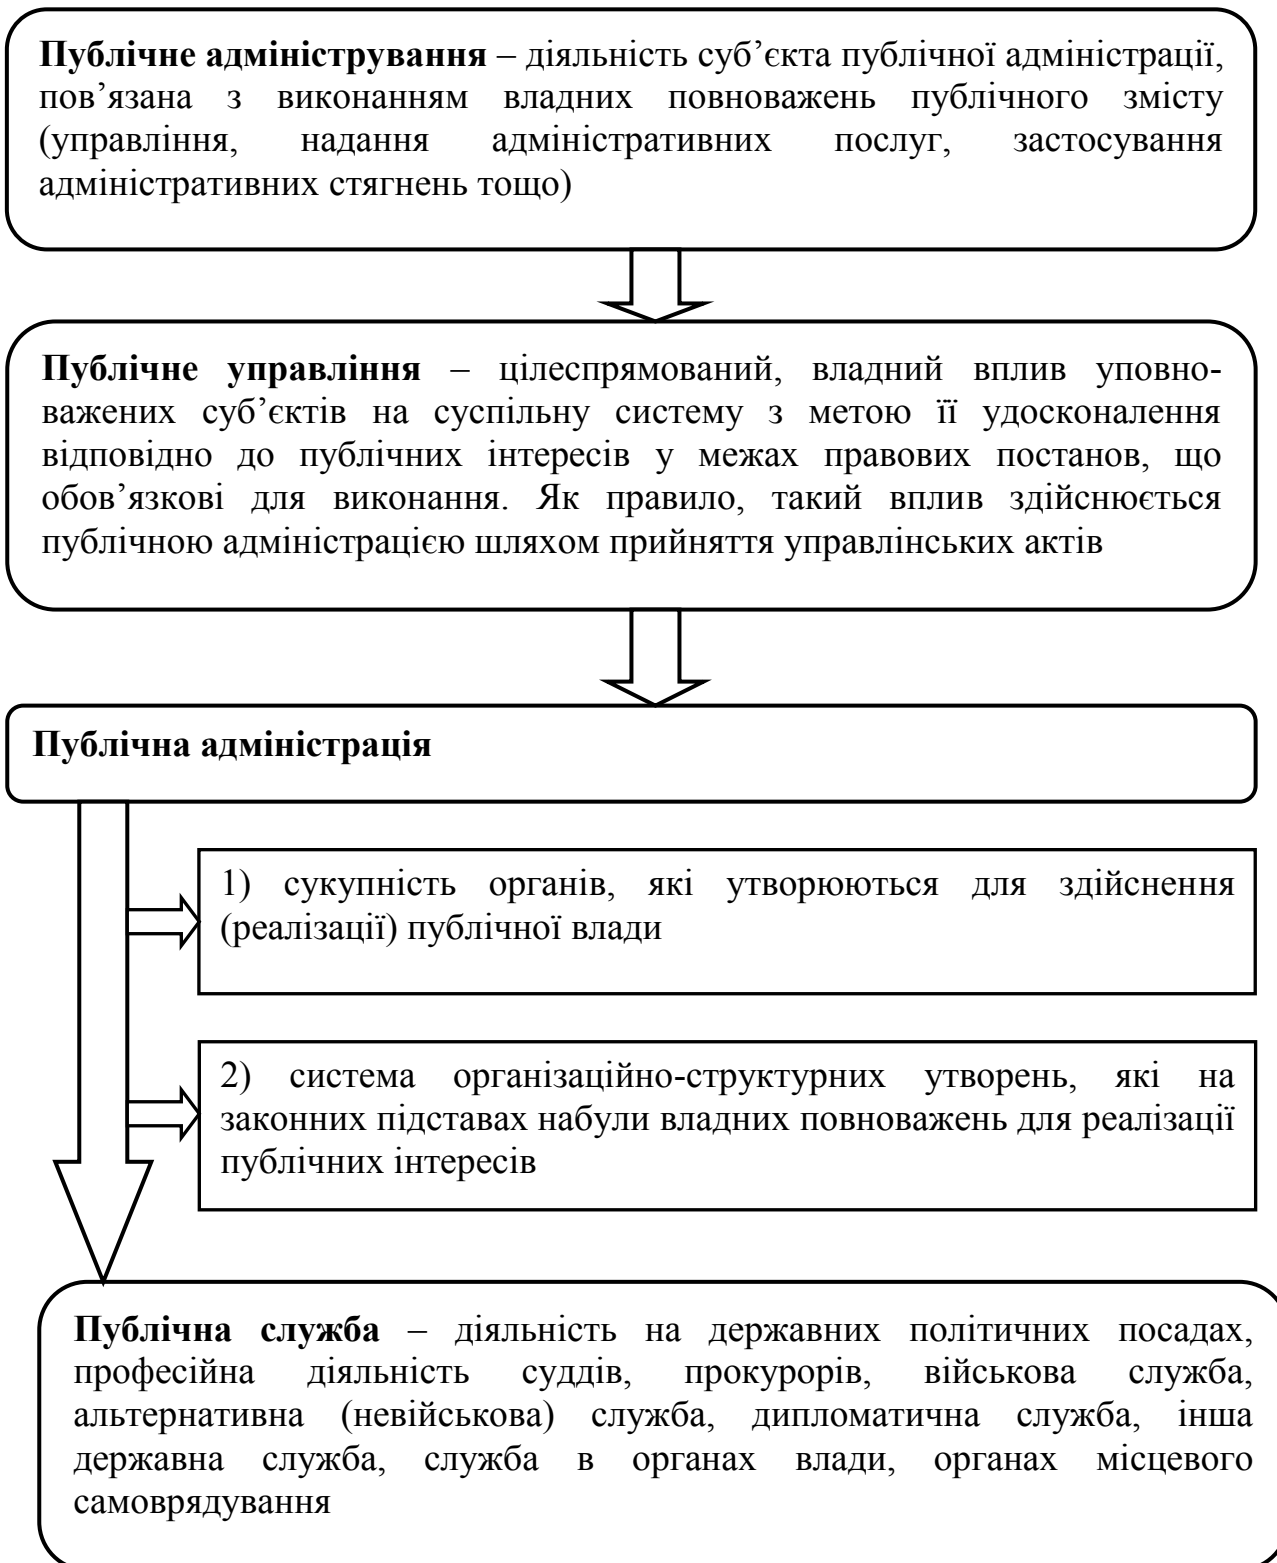 Публічне адміністрування – діяльність суб’єкта публічної адміністрації,
пов’язана з виконанням владних повноважень публічного змісту
(управління, надання адміністративних послуг, застосування
адміністративних стягнень тощо)
Публічне управління – цілеспрямований, владний вплив уповно-
важених суб’єктів на суспільну систему з метою її удосконалення
відповідно до публічних інтересів у межах правових постанов, що
обов’язкові для виконання. Як правило, такий вплив здійснюється
публічною адміністрацією шляхом прийняття управлінських актів
Публічна адміністрація
1) сукупність органів, які утворюються для здійснення
(реалізації) публічної влади
2) система організаційно-структурних утворень, які на
законних підставах набули владних повноважень для реалізації
публічних інтересів
Публічна служба – діяльність на державних політичних посадах,
професійна діяльність суддів, прокурорів, військова служба,
альтернативна (невійськова) служба, дипломатична служба, інша
державна служба, служба в органах влади, органах місцевого
самоврядування